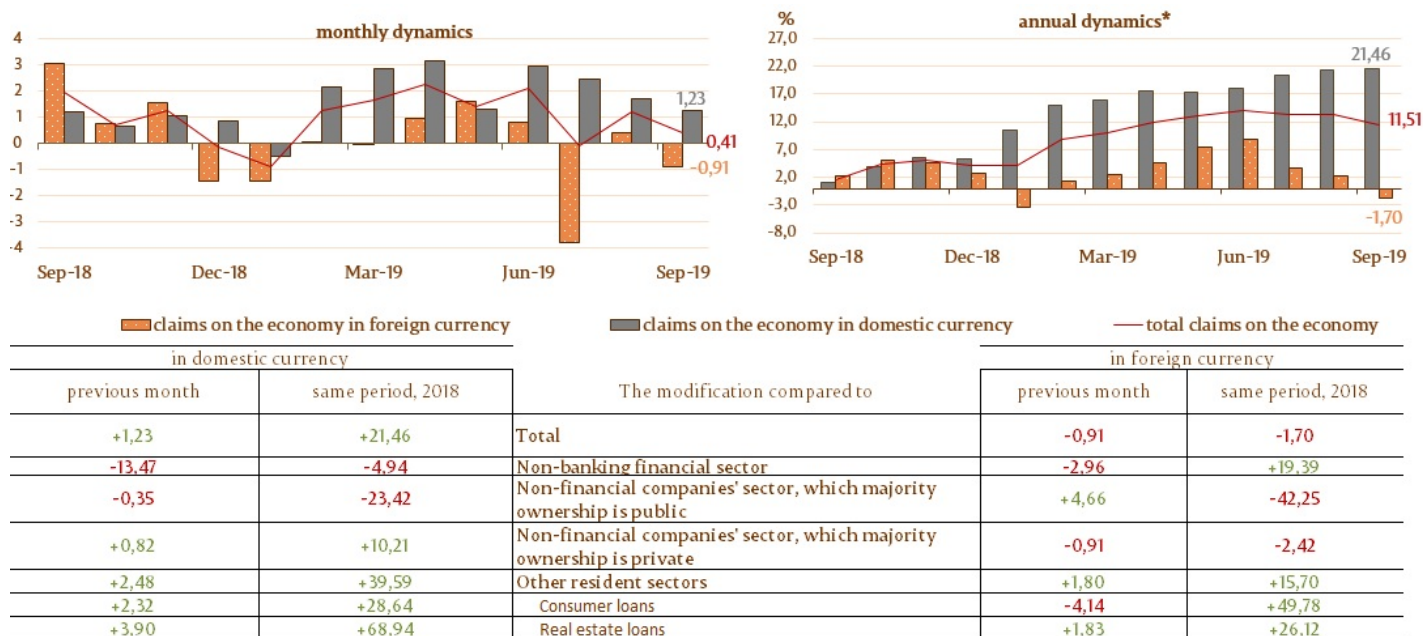 monthly dynamics
4
3
2
1
0
-1
-2
-3
-4
1,23
0,41
-0,91
Sep-18 Dec-18 Mar-19 Jun-19 Sep-19
%
annual dynamics*
27,0
22,0
17,0
12,0
7,0
2,0
-3,0
-8,0
21,46
11,51
-1,70
Sep-18 Dec-18 Mar-19 Jun-19 Sep-19
claims on the economy in foreign currency claims on the economy in domestic currency total claims on the economy
in domestic currency in foreign currency
previous month same period, 2018 The modification compared to previous month same period, 2018
+1,23 +21,46 Total -0,91 -1,70
-13,47 -4,94 Non-banking financial sector -2,96 +19,39
-0,35 -23,42 Non-financial companies' sector, which majority
ownership is public +4,66 -42,25
+0,82 +10,21 Non-financial companies' sector, which majority
ownership is private -0,91 -2,42
+2,48 +39,59 Other resident sectors +1,80 +15,70
+2,32 +28,64 Consumer loans -4,14 +49,78
+3,90 +68,94 Real estate loans +1,83 +26,12